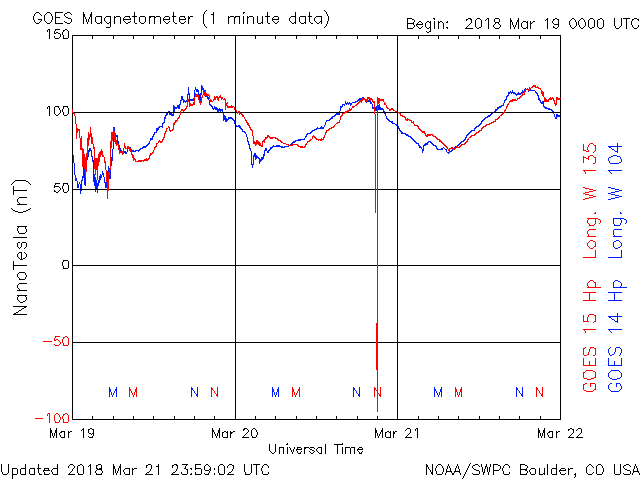 GOES Magnetometer (1 minute data)
Begin: 2018 Mar 19 0000 UTC
150
100
50
0
-50
-100
NanoTesla (nT)
M M N N M M N N M M N N
Mar 19 Mar 20 Mar 21 Mar 22
Universal Time
GOES 15 Hp Long. W 135
GOES 14 Hp Long. W 104
Updated 2018 Mar 21 23:59:02 UTC
NOAA/SWPC Boulder, CO USA